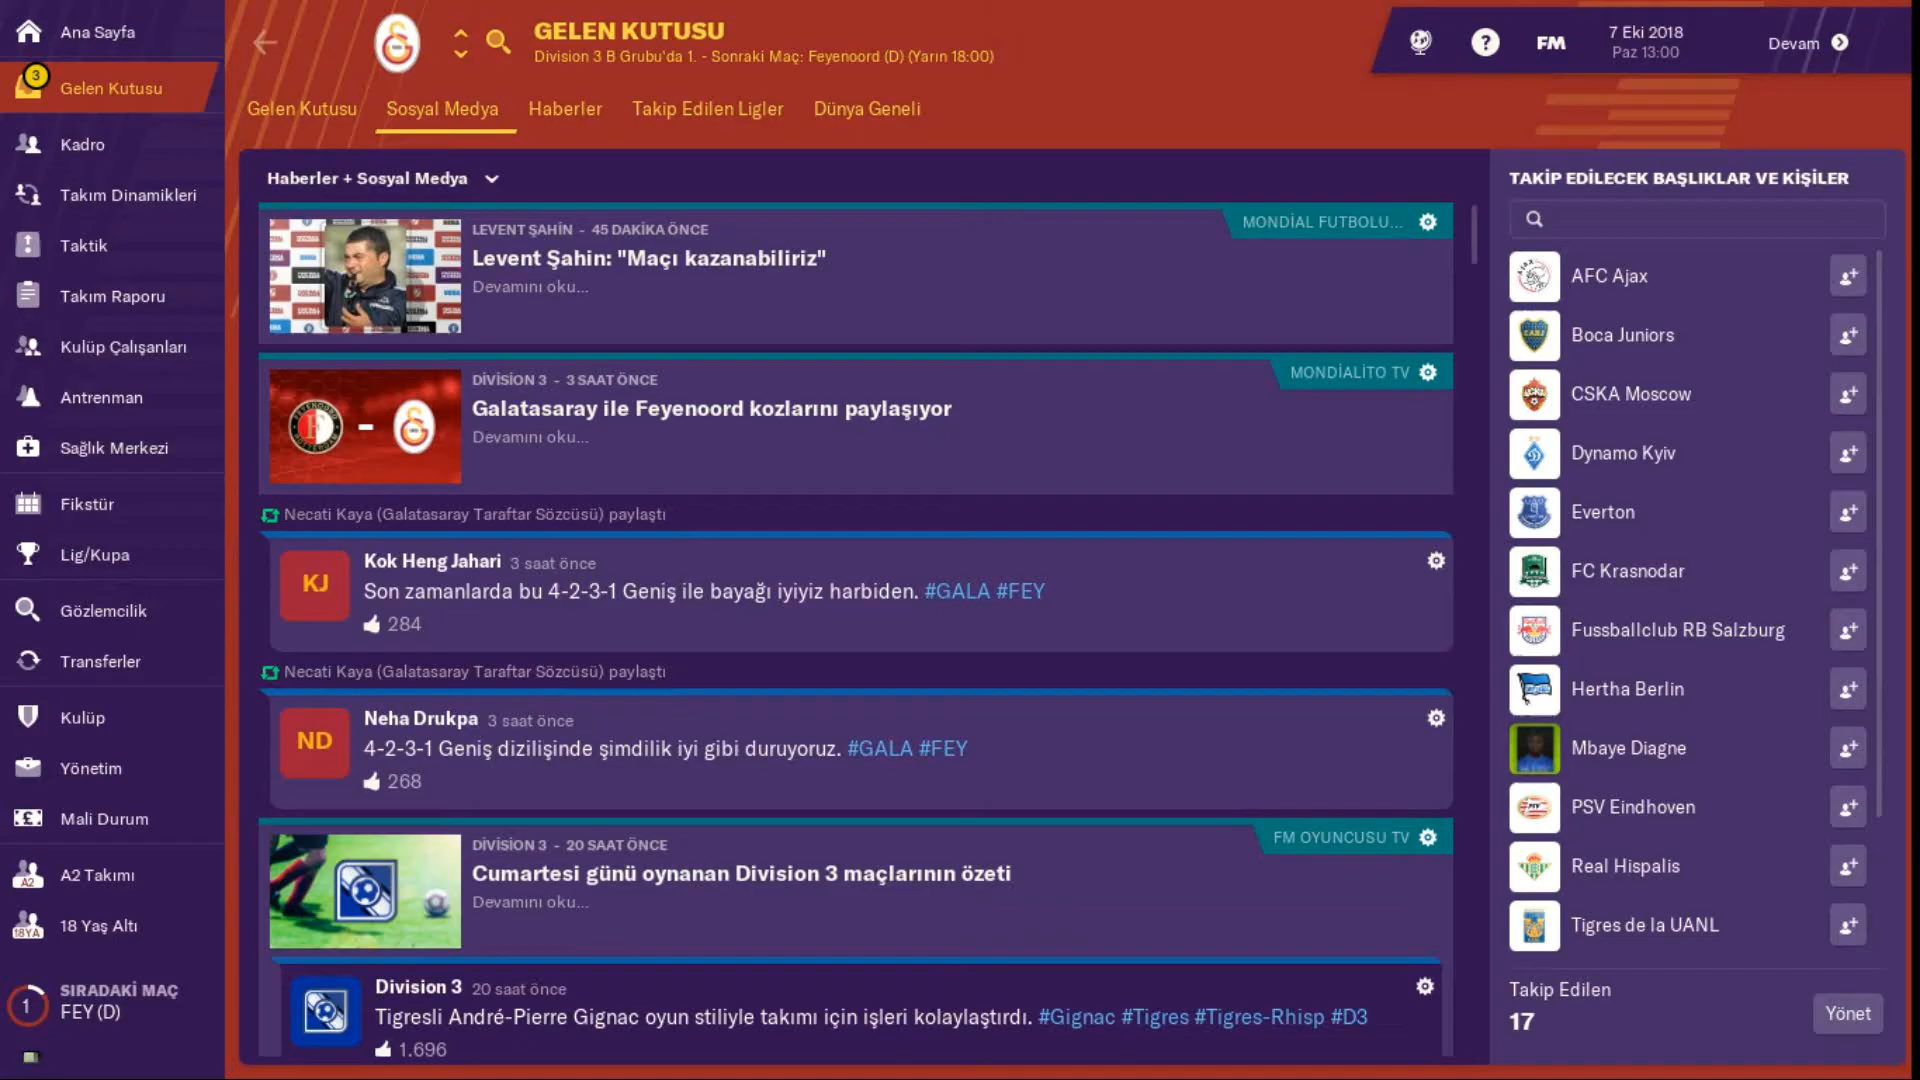 Ana Sayfa
3
Gelen Kutusu
Kadro
Takım Dinamikleri
Taktik
Takım Raporu
Kulüp Çalışanları
Antrenman
Sağlık Merkezi
Fikstür
Lig/Kupa
Gözlemcilik
Transferler
Kulüp
Yönetim
Mali Durum
A2
A2 Takımı
18YA
18 Yaş Altı
1
SIRADAKİ MAÇ
FEY (D)
GELEN KUTUSU
Division 3 B Grubu'da 1. - Sonraki Maç: Feyenoord (D) (Yarın 18:00)
?
FM
7 Eki 2018
Paz 13:00
Devam
Gelen Kutusu
Sosyal Medya
Haberler
Takip Edilen Ligler
Dünya Geneli
Haberler + Sosyal Medya
LEVENT ŞAHİN - 45 DAKİKA ÖNCE
MONDİAL FUTBOLU...
Levent Şahin: "Maçı kazanabiliriz"
Devamını oku...
DİVİSİON 3 - 3 SAAT ÖNCE
MONDİALİTO TV
Galatasaray ile Feyenoord kozlarını paylaşıyor
Devamını oku...
Necati Kaya (Galatasaray Taraftar Sözcüsü) paylaştı
KJ
Kok Heng Jahari 3 saat önce
Son zamanlarda bu 4-2-3-1 Geniş ile bayağı iyiyiz harbiden. #GALA #FEY
284
Necati Kaya (Galatasaray Taraftar Sözcüsü) paylaştı
ND
Neha Drukpa 3 saat önce
4-2-3-1 Geniş dizilişinde şimdilik iyi gibi duruyoruz. #GALA #FEY
268
DİVİSİON 3 - 20 SAAT ÖNCE
FM OYUNCUSU TV
Cumartesi günü oynanan Division 3 maçlarının özeti
Devamını oku...
Division 3 20 saat önce
Tigresli André-Pierre Gignac oyun stiliyle takımı için işleri kolaylaştırdı. #Gignac #Tigres #Tigres-Rhisp #D3
1.696
TAKİP EDİLECEK BAŞLIKLAR VE KİŞİLER
AFC Ajax
Boca Juniors
CSKA Moscow
Dynamo Kyiv
Everton
FC Krasnodar
Fussballclub RB Salzburg
Hertha Berlin
Mbaye Diagne
PSV Eindhoven
Real Hispalis
Tigres de la UANL
Takip Edilen
17
Yönet